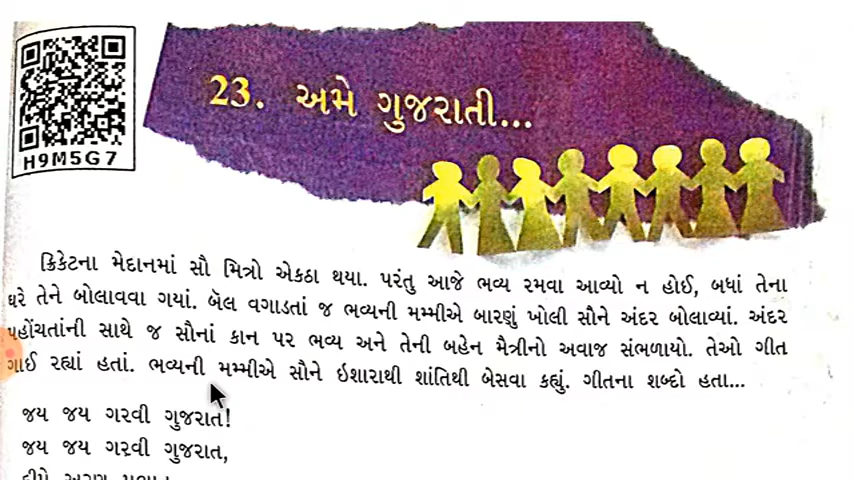 H9M5G7
23. અમે ગુજરાતી...
ક્રિકેટના મેદાનમાં સૌ મિત્રો એકઠા થયા. પરંતુ આજે ભવ્ય રમવા આવ્યો ન હોઈ, બધાં તેના
ઘરે તેને બોલાવવા ગયાં. બૅલ વગાડતાં જ ભવ્યની મમ્મીએ બારણું ખોલી સૌને અંદર બોલાવ્યાં. અંદર
પહોંચતાંની સાથે જ સૌનાં કાન પર ભવ્ય અને તેની બહેન મૈત્રીનો અવાજ સંભળાયો. તેઓ ગીત
ગાઈ રહ્યાં હતાં. ભવ્યની મમ્મીએ સૌને ઇશારાથી શાંતિથી બેસવા કહ્યું. ગીતના શબ્દો હતા...
જય જય ગરવી ગુજરાત!
જય જય ગરવી ગુજરાત,